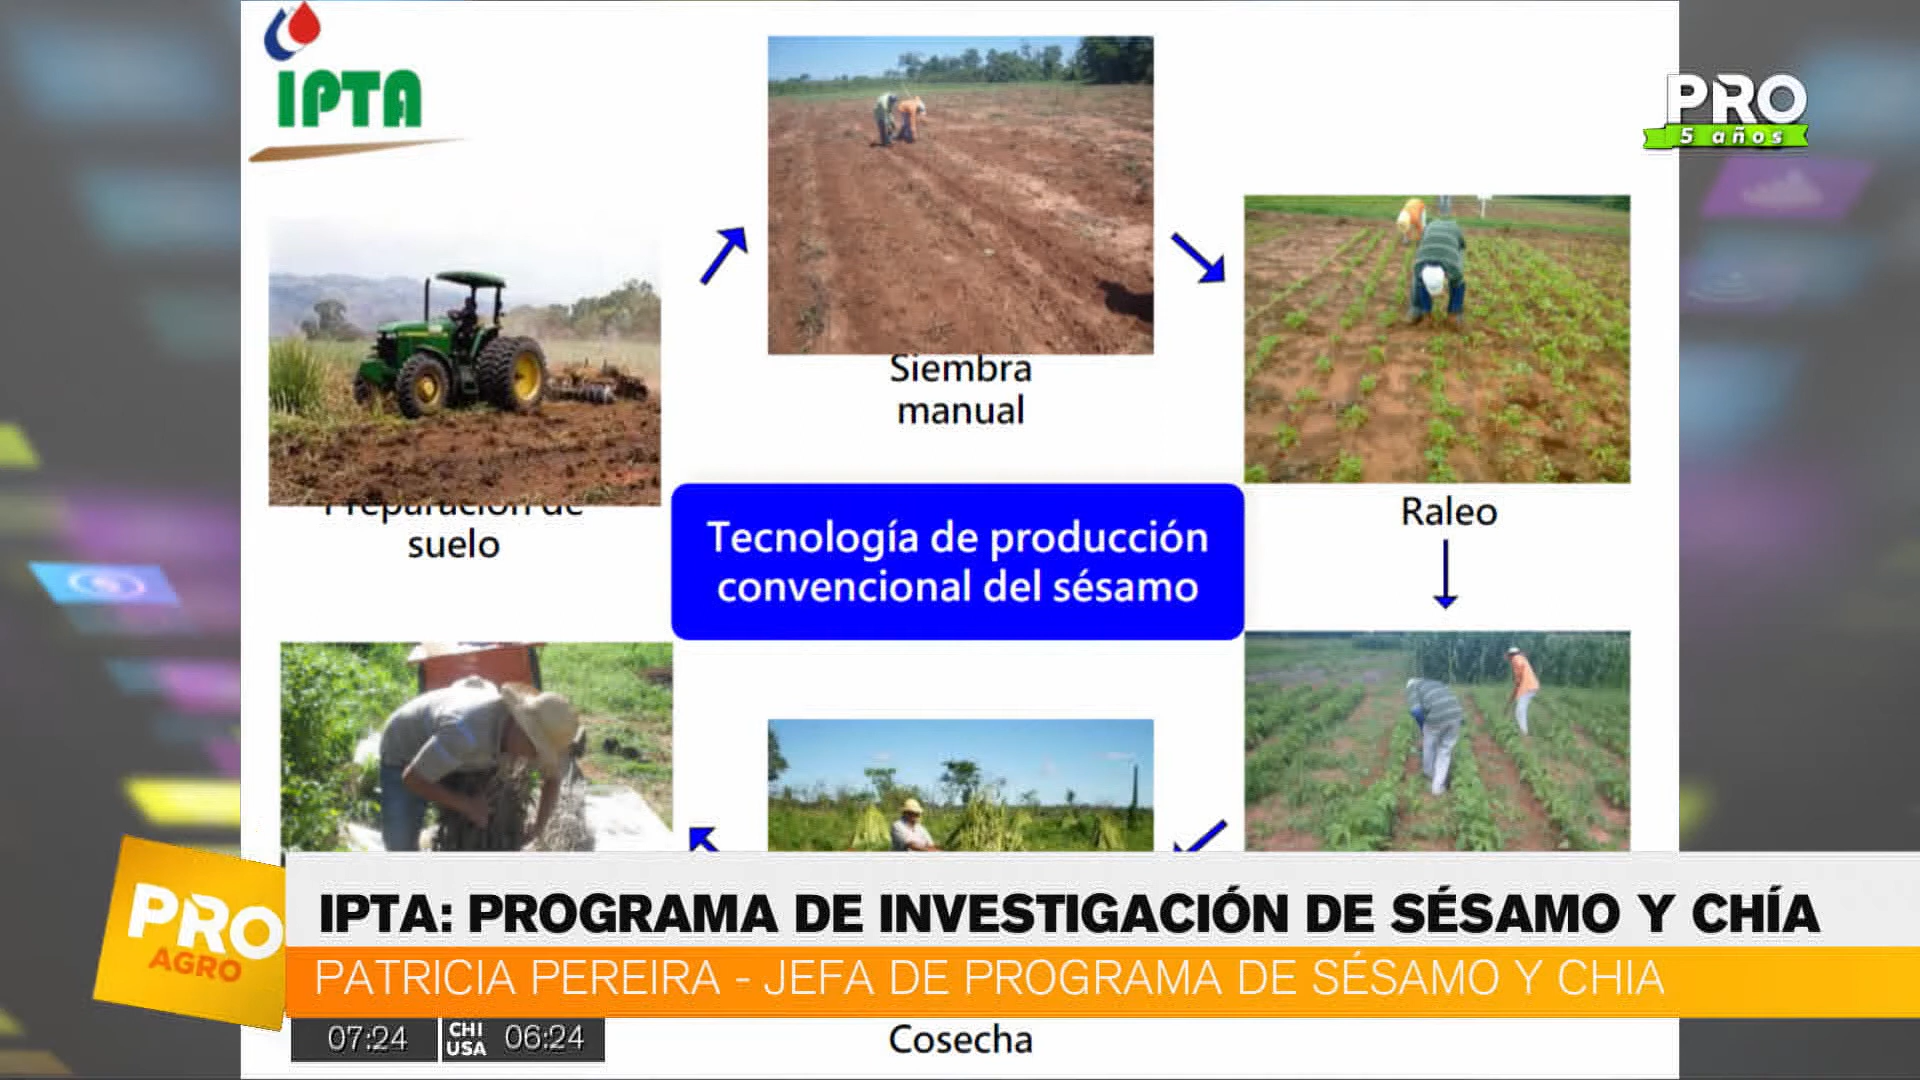 IPTA
PRO
5 años
Siembra
manual
Preparación de
suelo
Raleo
Tecnología de producción
convencional del sésamo
PRO
AGRO
IPTA: PROGRAMA DE INVESTIGACIÓN DE SÉSAMO Y CHÍA
PATRICIA PEREIRA - JEFA DE PROGRAMA DE SÉSAMO Y CHIA
07:24
CHI
USA
06:24
Cosecha